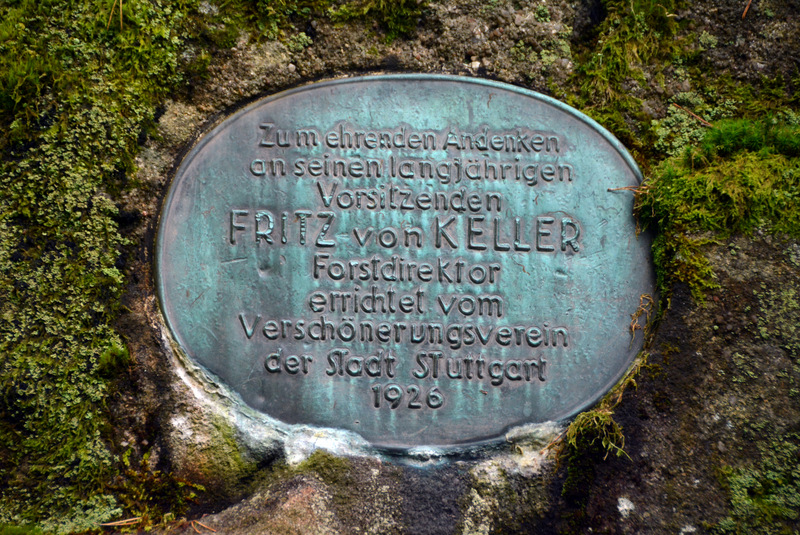 Zum ehrenden Andenken
an seinen langjährigen
Vorsitzenden
FRITZ von KELLER
Forstdirektor
errichtet vom
Verschönerungsverein
der Stadt Stuttgart
1926